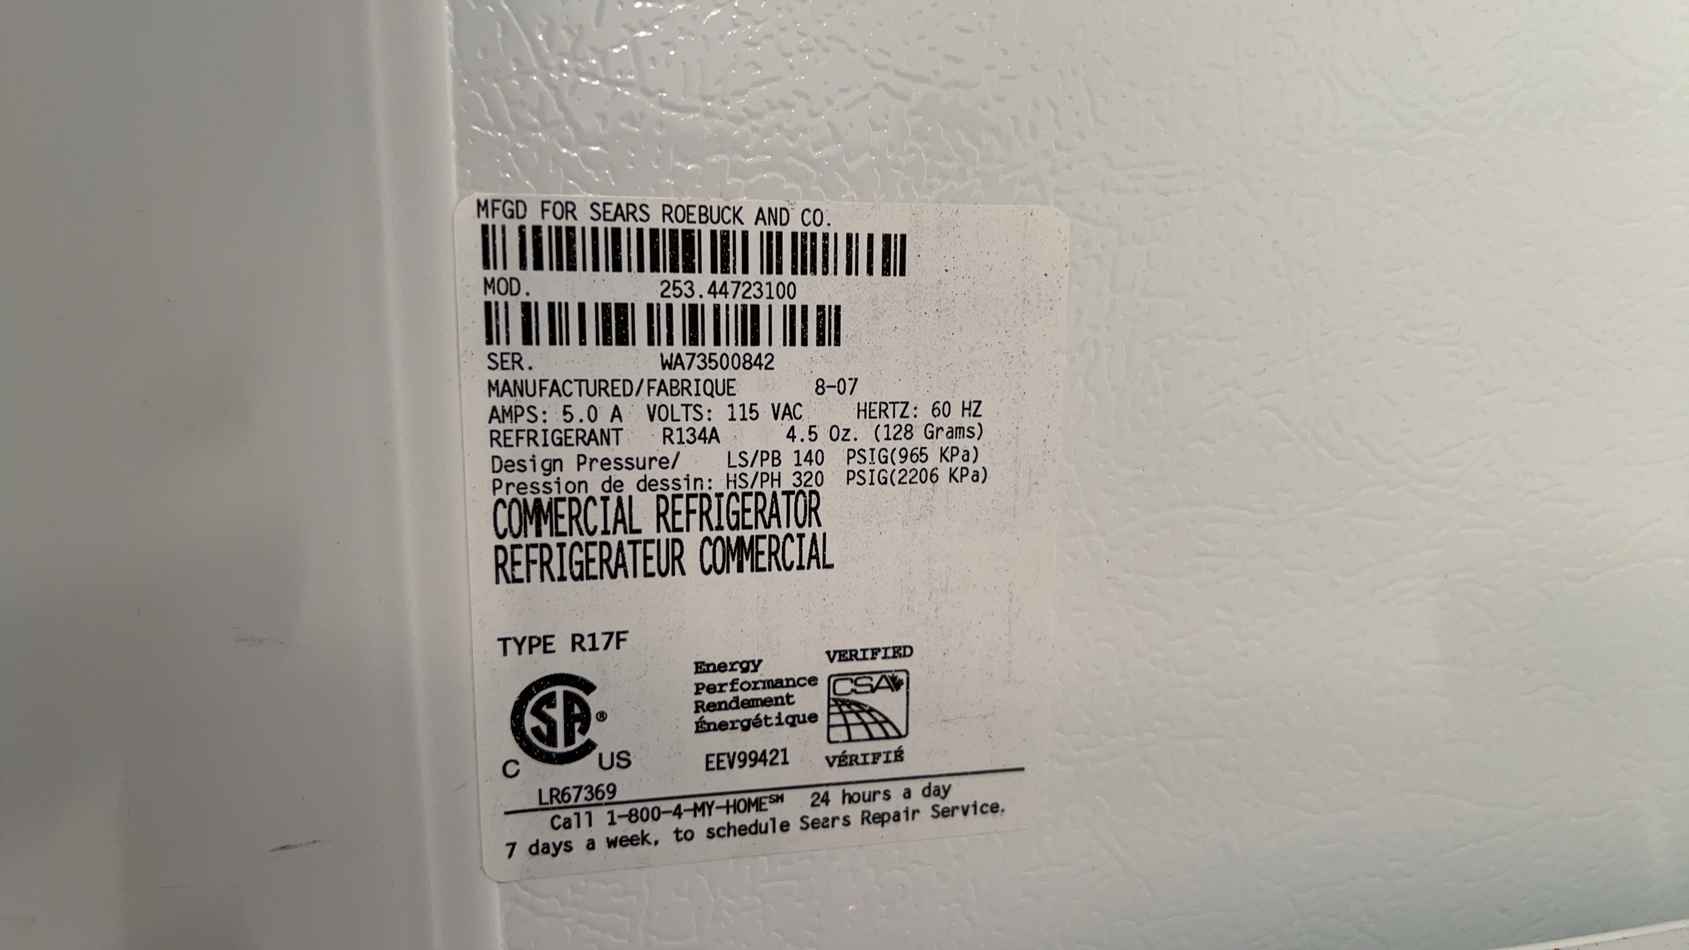 MFGD FOR SEARS ROEBUCK AND CO.
MOD. 253.44723100
SER. WA73500842
MANUFACTURED/FABRIQUE 8-07
AMPS: 5.0 A VOLTS: 115 VAC HERTZ: 60 HZ
REFRIGERANT R134A 4.5 Oz. (128 Grams)
Design Pressure/ LS/PB 140 PSIG(965 KPa)
Pression de dessin: HS/PH 320 PSIG(2206 KPa)
COMMERCIAL REFRIGERATOR
REFRIGERATEUR COMMERCIAL
TYPE R17F
CSA®
C US
LR67369
Energy
Performance
Rendement
Énergétique
EEV99421
VERIFIED
CSA
VÉRIFIÉ
Call 1-800-4-MY-HOME℠ 24 hours a day
7 days a week, to schedule Sears Repair Service.